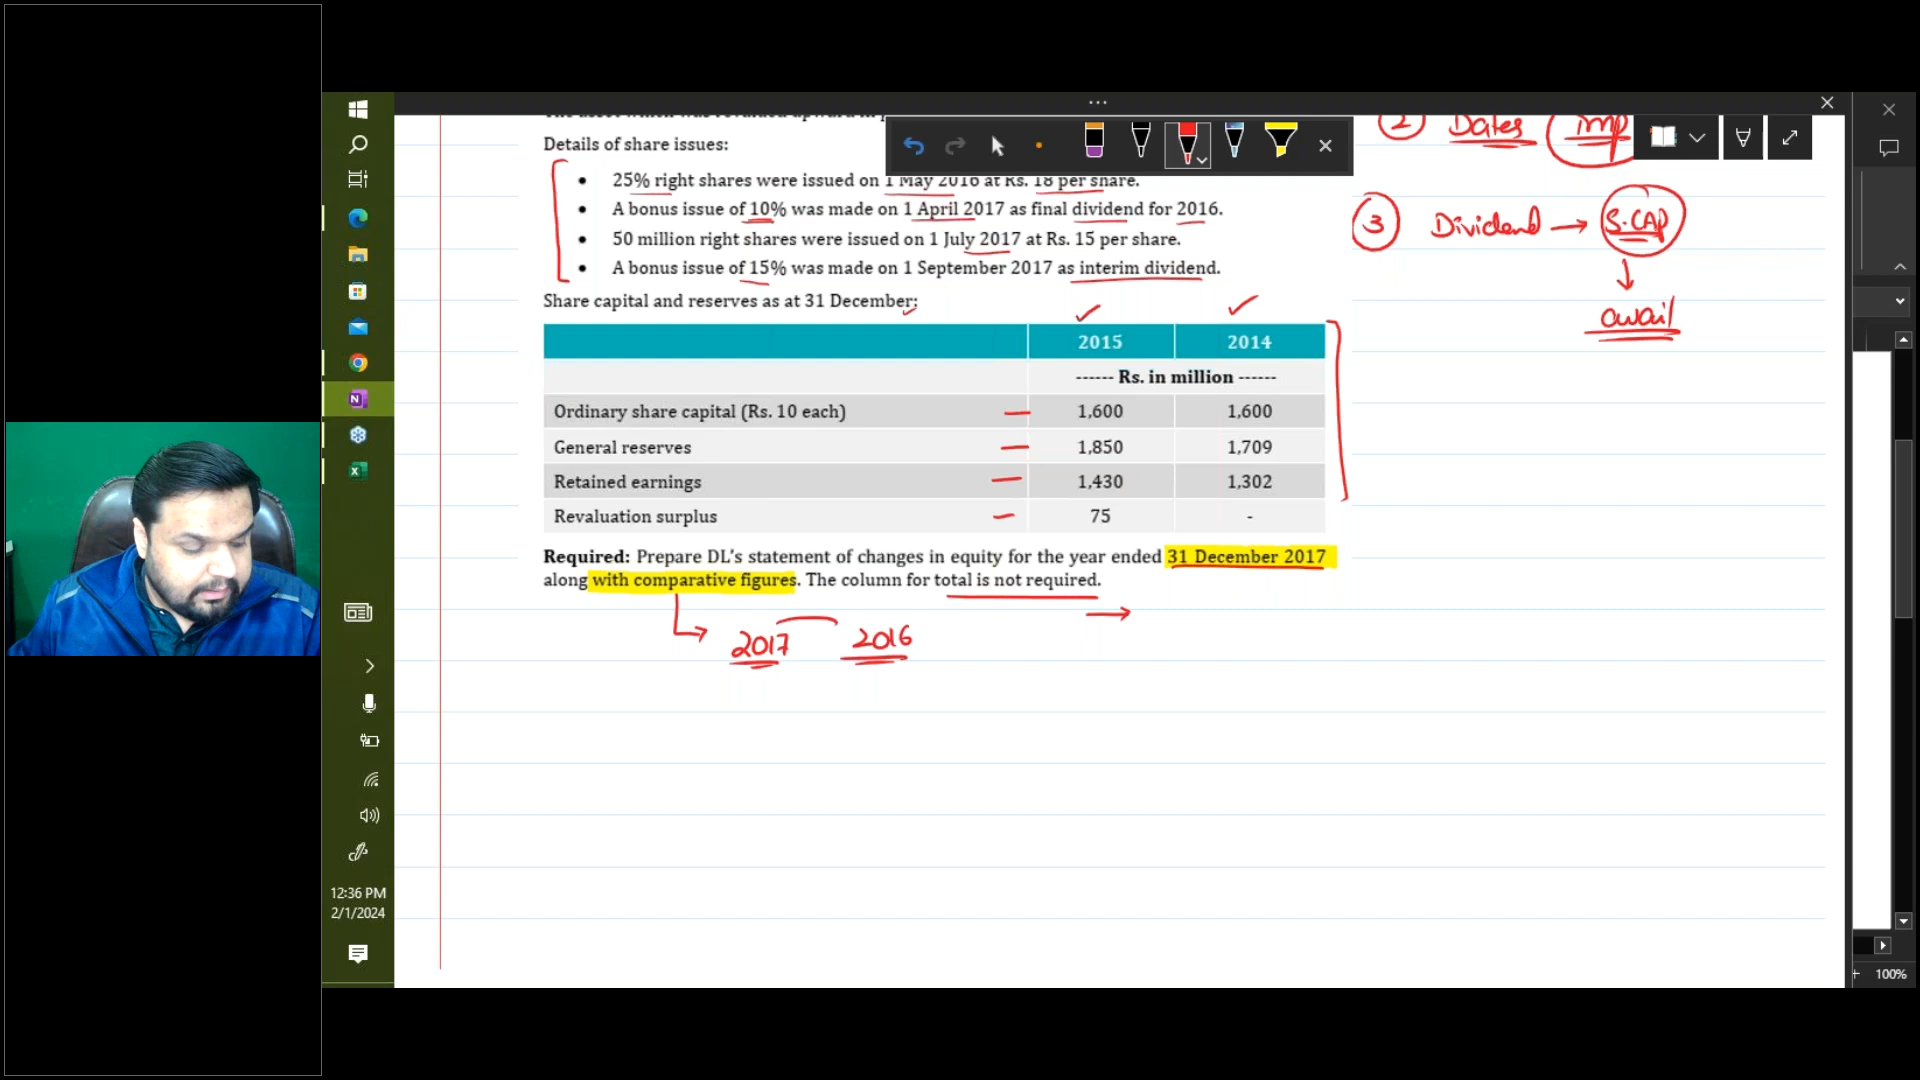 ...
Details of share issues:
• 25% right shares were issued on 1 May 2016 at Rs. 18 per share.
• A bonus issue of 10% was made on 1 April 2017 as final dividend for 2016.
• 50 million right shares were issued on 1 July 2017 at Rs. 15 per share.
• A bonus issue of 15% was made on 1 September 2017 as interim dividend.
Share capital and reserves as at 31 December:
2015 2014
------ Rs. in million ------
Ordinary share capital (Rs. 10 each) 1,600 1,600
General reserves 1,850 1,709
Retained earnings 1,430 1,302
Revaluation surplus 75 -
Required: Prepare DL's statement of changes in equity for the year ended 31 December 2017
along with comparative figures. The column for total is not required.
2017 2016
2 Dates imp
3 Dividend → S.CAP
avail
12:36 PM
2/1/2024
100%